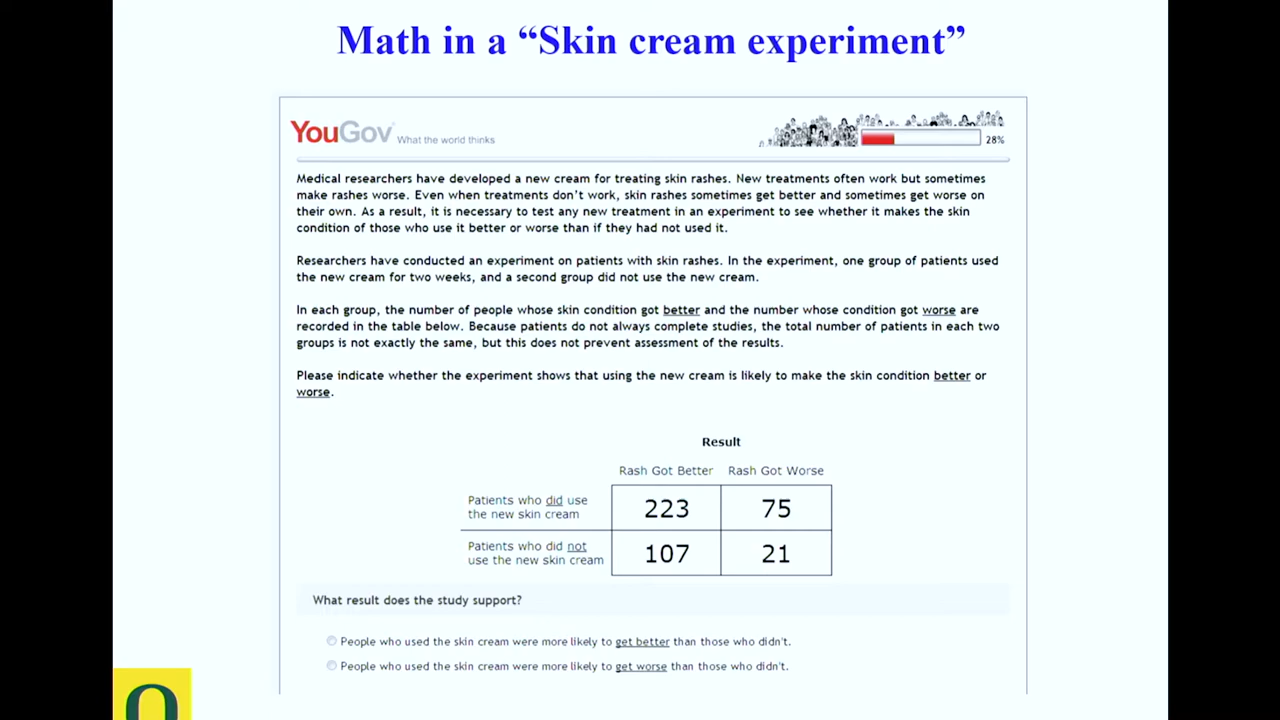 Math in a “Skin cream experiment”
YouGov What the world thinks
28%
Medical researchers have developed a new cream for treating skin rashes. New treatments often work but sometimes
make rashes worse. Even when treatments don't work, skin rashes sometimes get better and sometimes get worse on
their own. As a result, it is necessary to test any new treatment in an experiment to see whether it makes the skin
condition of those who use it better or worse than if they had not used it.
Researchers have conducted an experiment on patients with skin rashes. In the experiment, one group of patients used
the new cream for two weeks, and a second group did not use the new cream.
In each group, the number of people whose skin condition got better and the number whose condition got worse are
recorded in the table below. Because patients do not always complete studies, the total number of patients in each two
groups is not exactly the same, but this does not prevent assessment of the results.
Please indicate whether the experiment shows that using the new cream is likely to make the skin condition better or
worse.
Result
Rash Got Better Rash Got Worse
Patients who did use
the new skin cream
223 75
Patients who did not
use the new skin cream
107 21
What result does the study support?
People who used the skin cream were more likely to get better than those who didn't.
People who used the skin cream were more likely to get worse than those who didn't.
O